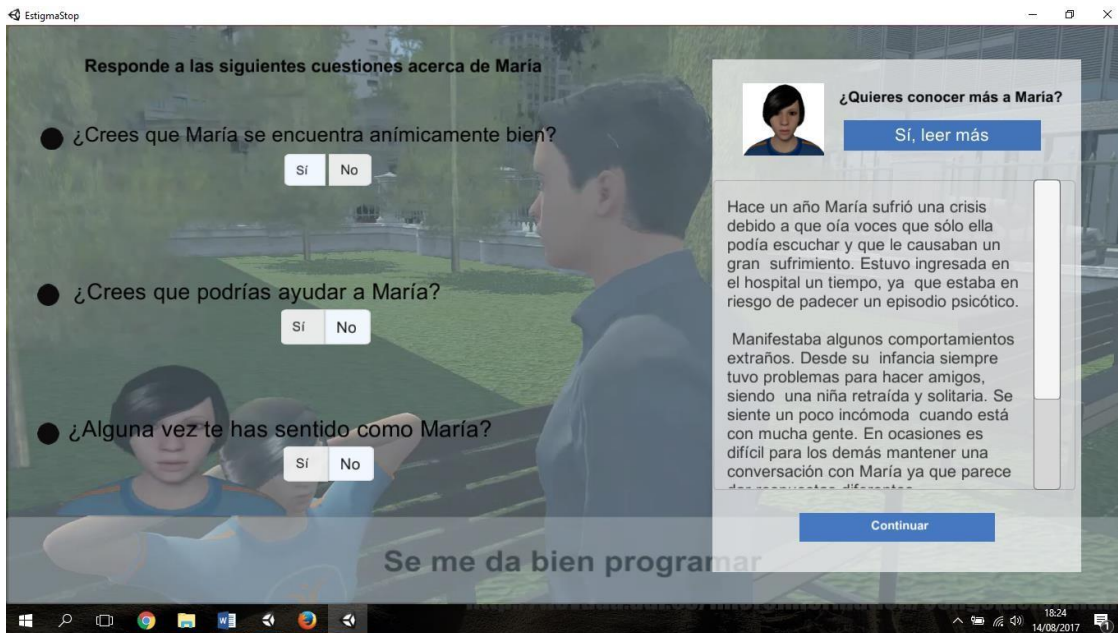 EstigmaStop
Responde a las siguientes cuestiones acerca de María
¿Crees que María se encuentra anímicamente bien?
Sí No
¿Crees que podrías ayudar a María?
Sí No
¿Alguna vez te has sentido como María?
Sí No
¿Quieres conocer más a María?
Sí, leer más
Hace un año María sufrió una crisis
debido a que oía voces que sólo ella
podía escuchar y que le causaban un
gran sufrimiento. Estuvo ingresada en
el hospital un tiempo, ya que estaba en
riesgo de padecer un episodio psicótico.
Manifestaba algunos comportamientos
extraños. Desde su infancia siempre
tuvo problemas para hacer amigos,
siendo una niña retraída y solitaria. Se
siente un poco incómoda cuando está
con mucha gente. En ocasiones es
difícil para los demás mantener una
conversación con María ya que parece
dar respuestas diferentes
Continuar
Se me da bien programar
18:24
14/08/2017